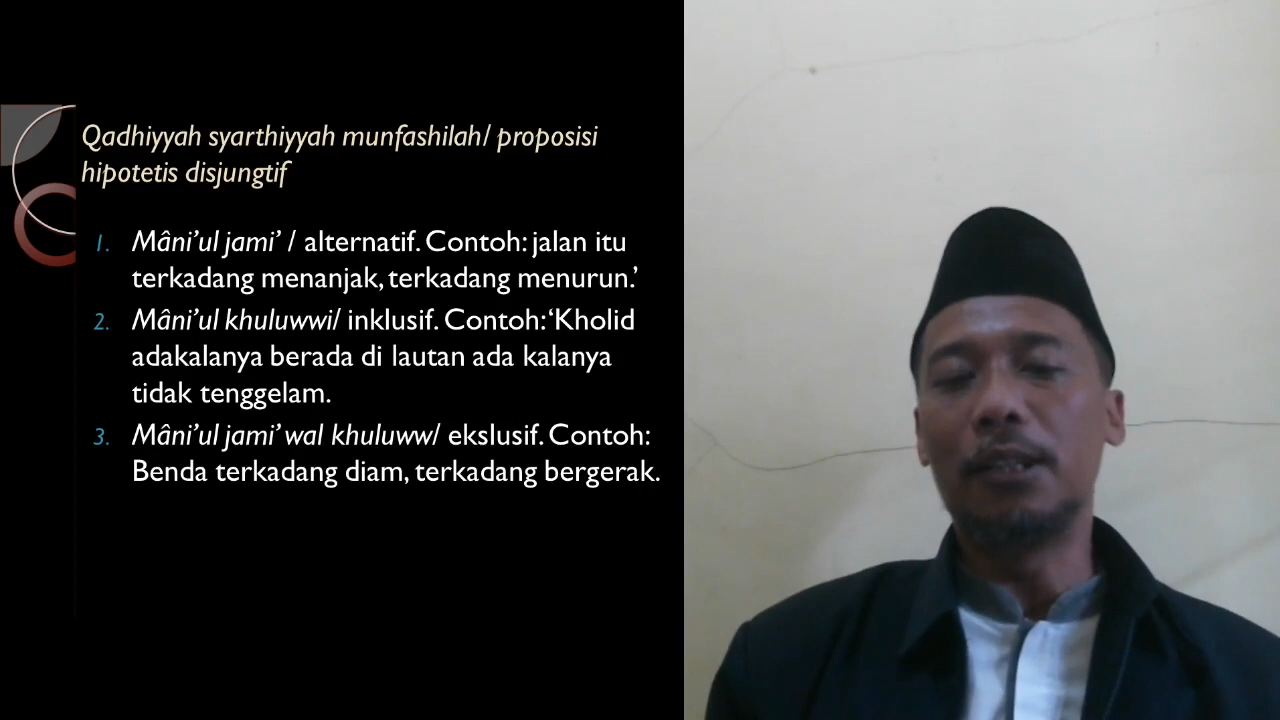 Qadhiyyah syarthiyyah munfashilah/ proposisi
hipotetis disjungtif
1. Mâni’ul jami’ / alternatif. Contoh: jalan itu
terkadang menanjak, terkadang menurun.’
2. Mâni’ul khuluwwi/ inklusif. Contoh: ‘Kholid
adakalanya berada di lautan ada kalanya
tidak tenggelam.
3. Mâni’ul jami’ wal khuluww/ ekslusif. Contoh:
Benda terkadang diam, terkadang bergerak.